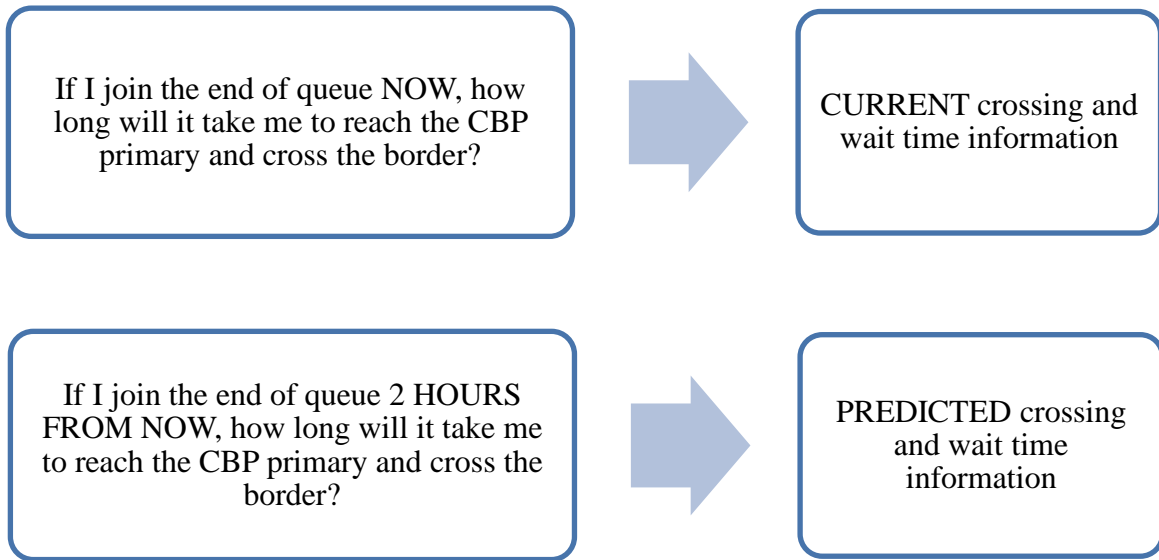 If I join the end of queue NOW, how
long will it take me to reach the CBP
primary and cross the border?
CURRENT crossing and
wait time information
If I join the end of queue 2 HOURS
FROM NOW, how long will it take me
to reach the CBP primary and cross the
border?
PREDICTED crossing
and wait time
information